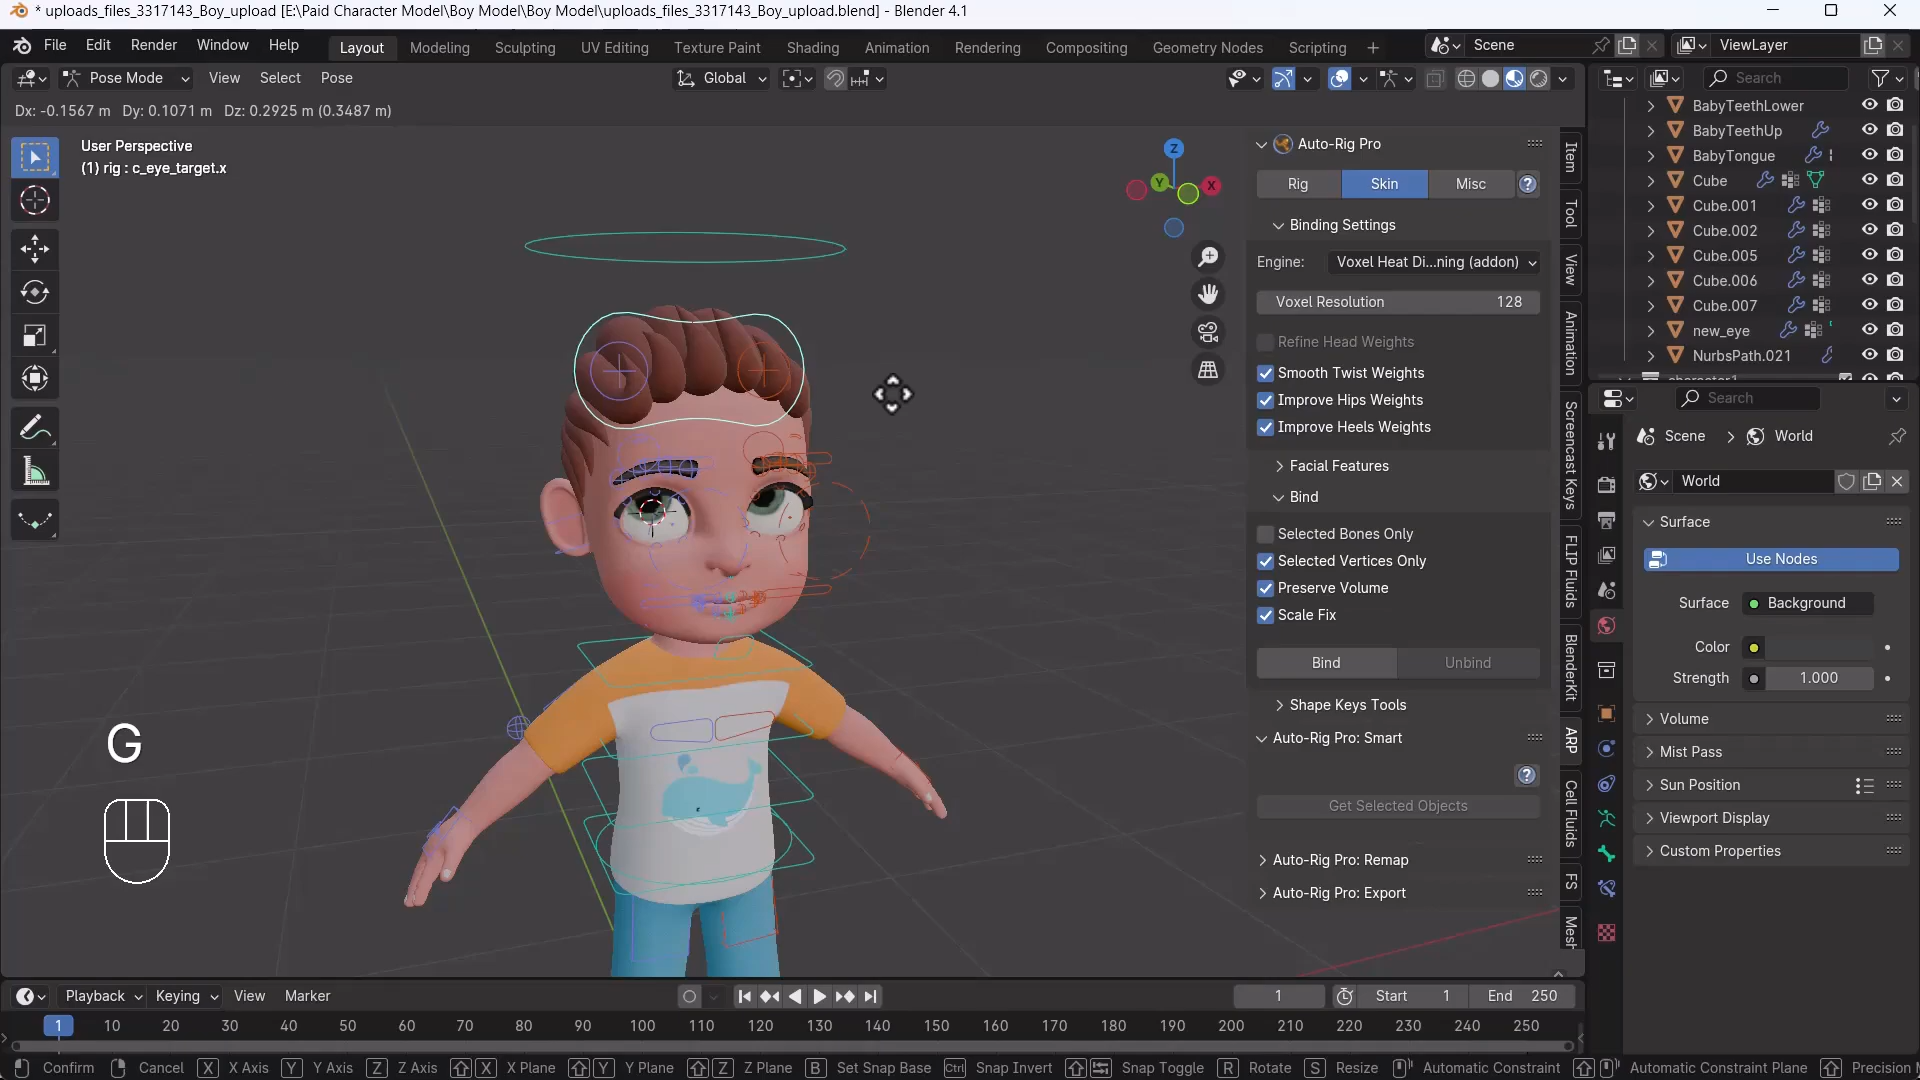 * uploads_files_3317143_Boy_upload [E:\Paid Character Model\Boy Model\Boy Model\uploads_files_3317143_Boy_upload.blend] - Blender 4.1
File Edit Render Window Help
Layout Modeling Sculpting UV Editing Texture Paint Shading Animation Rendering Compositing Geometry Nodes Scripting +
Scene
ViewLayer
Pose Mode View Select Pose
Global
Search
Dx: -0.1567 m Dy: 0.1071 m Dz: 0.2925 m (0.3487 m)
User Perspective
(1) rig : c_eye_target.x
Z
Y
X
G
Auto-Rig Pro
Rig Skin Misc ?
Binding Settings
Engine: Voxel Heat Di...ning (addon)
Voxel Resolution 128
Refine Head Weights
Smooth Twist Weights
Improve Hips Weights
Improve Heels Weights
Facial Features
Bind
Selected Bones Only
Selected Vertices Only
Preserve Volume
Scale Fix
Bind Unbind
Shape Keys Tools
Auto-Rig Pro: Smart
?
Get Selected Objects
Auto-Rig Pro: Remap
Auto-Rig Pro: Export
Item
Tool
View
Animation
Screencast Keys
FLIP Fluids
BlenderKit
ARP
Cell Fluids
FS
Mesh
BabyTeethLower
BabyTeethUp
BabyTongue
Cube
Cube.001
Cube.002
Cube.005
Cube.006
Cube.007
new_eye
NurbsPath.021
character1
Search
Scene > World
World
Surface
Use Nodes
Surface Background
Color
Strength 1.000
Volume
Mist Pass
Sun Position
Viewport Display
Custom Properties
Playback Keying View Marker
1
Start 1
End 250
1 10 20 30 40 50 60 70 80 90 100 110 120 130 140 150 160 170 180 190 200 210 220 230 240 250
Confirm Cancel X X Axis Y Y Axis Z Z Axis X X Plane Y Y Plane Z Z Plane B Set Snap Base Ctrl Snap Invert Snap Toggle R Rotate S Resize Automatic Constraint Automatic Constraint Plane Precision M